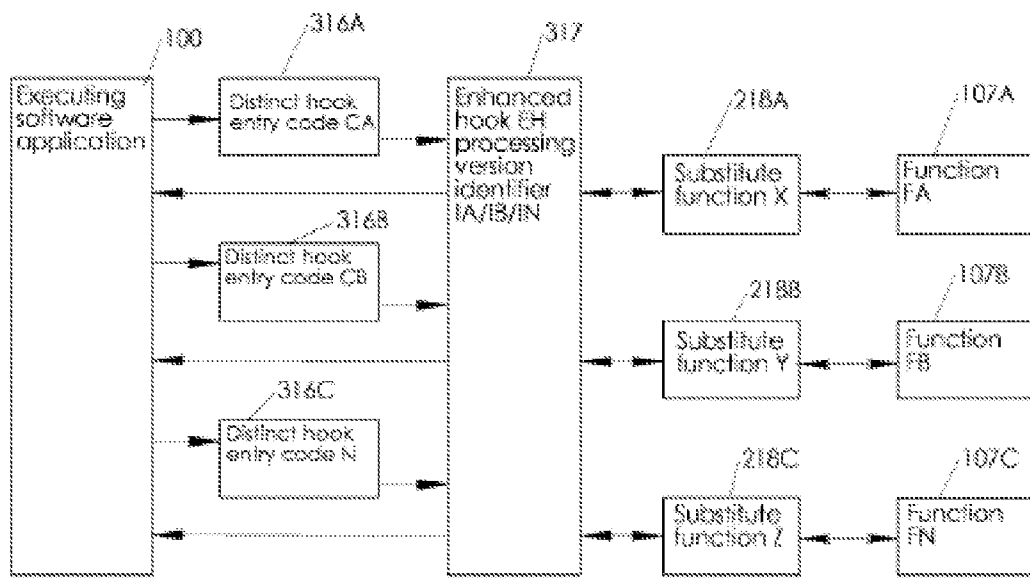 100
316A
317
Executing
software
application
Distinct hook
entry code CA
Enhanced
hook EH
processing
version
identifier
IA/IB/IN
218A
107A
Substitute
function X
Function
FA
316B
Distinct hook
entry code CB
218B
107B
Substitute
function Y
Function
FB
316C
Distinct hook
entry code N
218C
107C
Substitute
function Z
Function
FN